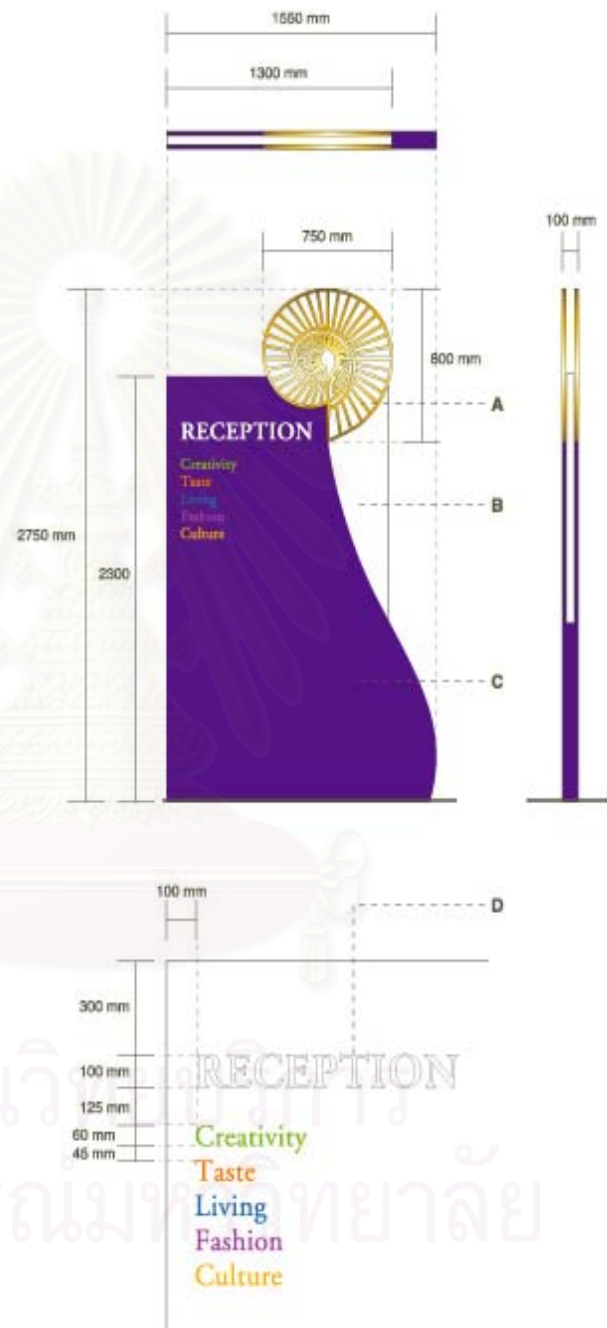 1550 mm
1300 mm
750 mm
100 mm
600 mm
A
RECEPTION
Creativity
Taste
Living
Fashion
Culture
B
2750 mm
2300
C
100 mm
D
300 mm
100 mm
RECEPTION
125 mm
60 mm
45 mm
Creativity
Taste
Living
Fashion
Culture